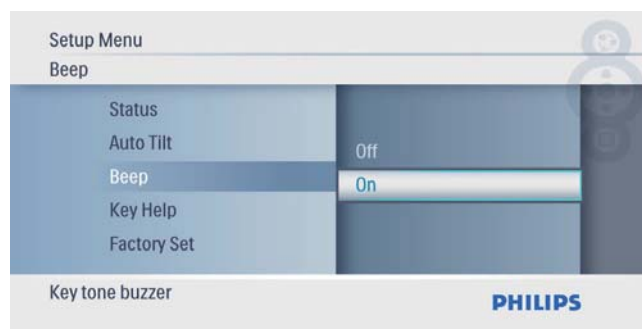 Setup Menu
Beep
Status
Auto Tilt
Beep
Key Help
Factory Set
Off
On
Key tone buzzer
PHILIPS